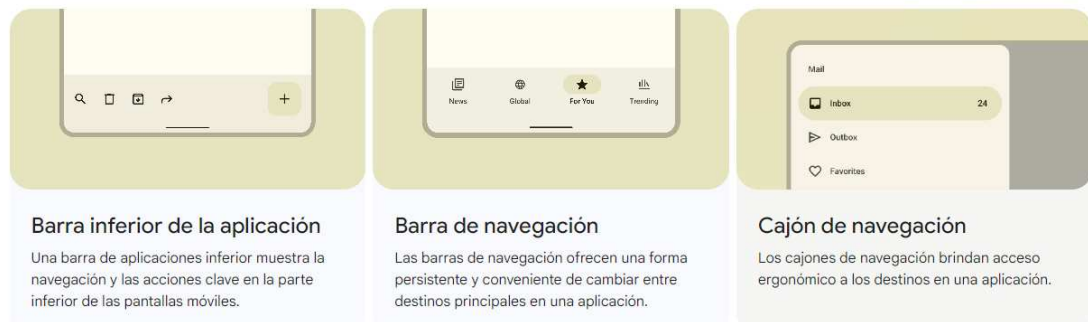 News
Global
For You
Trending
Mail
Inbox
24
Outbox
Favorites
Barra inferior de la aplicación
Una barra de aplicaciones inferior muestra la
navegación y las acciones clave en la parte
inferior de las pantallas móviles.
Barra de navegación
Las barras de navegación ofrecen una forma
persistente y conveniente de cambiar entre
destinos principales en una aplicación.
Cajón de navegación
Los cajones de navegación brindan acceso
ergonómico a los destinos en una aplicación.